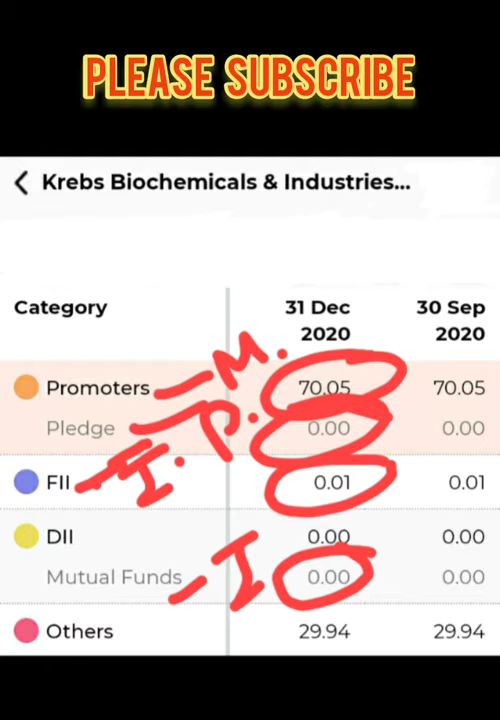 PLEASE SUBSCRIBE
Krebs Biochemicals & Industries...
Category 31 Dec 2020 30 Sep 2020
Promoters M. 70.05 70.05
Pledge P. 0.00 0.00
FII I. 0.01 0.01
DII 0.00 0.00
Mutual Funds I 0.00 0.00
Others 29.94 29.94